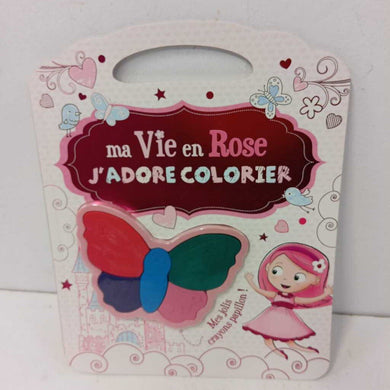 ma Vie en Rose
J'ADORE COLORIER
Mes jolis
crayons papillon !